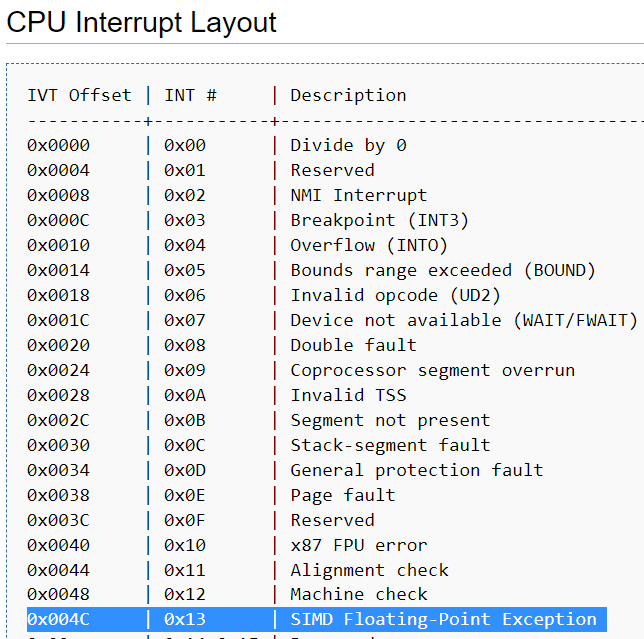 CPU Interrupt Layout
IVT Offset | INT # | Description
-----------+-----------+-----------------------------------
0x0000 | 0x00 | Divide by 0
0x0004 | 0x01 | Reserved
0x0008 | 0x02 | NMI Interrupt
0x000C | 0x03 | Breakpoint (INT3)
0x0010 | 0x04 | Overflow (INTO)
0x0014 | 0x05 | Bounds range exceeded (BOUND)
0x0018 | 0x06 | Invalid opcode (UD2)
0x001C | 0x07 | Device not available (WAIT/FWAIT)
0x0020 | 0x08 | Double fault
0x0024 | 0x09 | Coprocessor segment overrun
0x0028 | 0x0A | Invalid TSS
0x002C | 0x0B | Segment not present
0x0030 | 0x0C | Stack-segment fault
0x0034 | 0x0D | General protection fault
0x0038 | 0x0E | Page fault
0x003C | 0x0F | Reserved
0x0040 | 0x10 | x87 FPU error
0x0044 | 0x11 | Alignment check
0x0048 | 0x12 | Machine check
0x004C | 0x13 | SIMD Floating-Point Exception